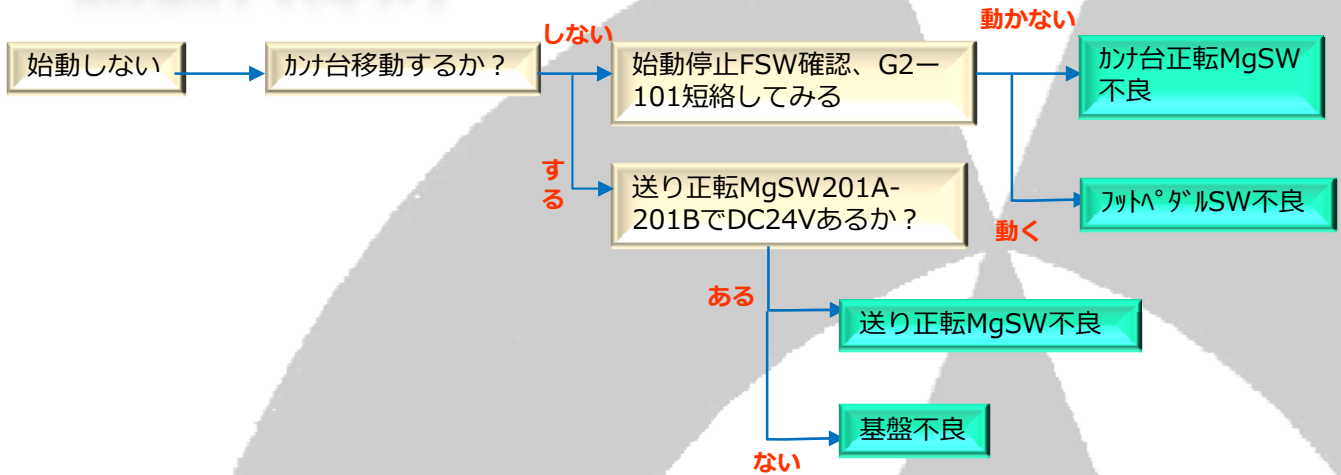 始動しない
ｶﾝﾅ台移動するか？
しない
始動停止FSW確認、G2ー
101短絡してみる
動かない
ｶﾝﾅ台正転MgSW
不良
する
送り正転MgSW201A-
201BでDC24Vあるか？
動く
ﾌｯﾄﾍﾟﾀﾞﾙSW不良
ある
送り正転MgSW不良
ない
基盤不良